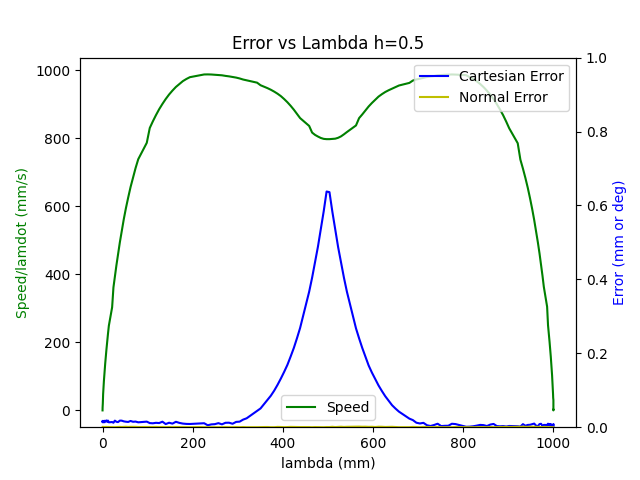 Error vs Lambda h=0.5
Cartesian Error
Normal Error
Speed
Speed/lamdot (mm/s)
1000
800
600
400
200
0
Error (mm or deg)
1.0
0.8
0.6
0.4
0.2
0.0
0 200 400 600 800 1000
lambda (mm)